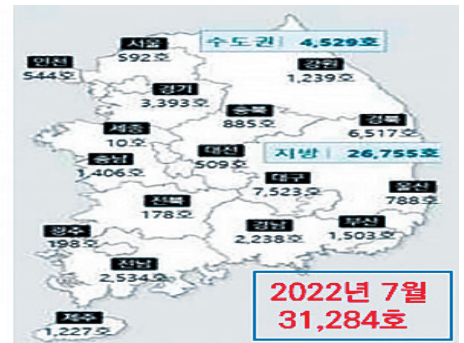 서울
592호
수도권 | 4,529호
인천
544호
강원
1,239호
경기
3,393호
충북
885호
경북
6,517호
세종
10호
대전
509호
지방 | 26,755호
충남
1,406호
대구
7,523호
울산
788호
전북
178호
경남
2,238호
부산
1,503호
광주
198호
전남
2,534호
제주
1,227호
2022년 7월
31,284호